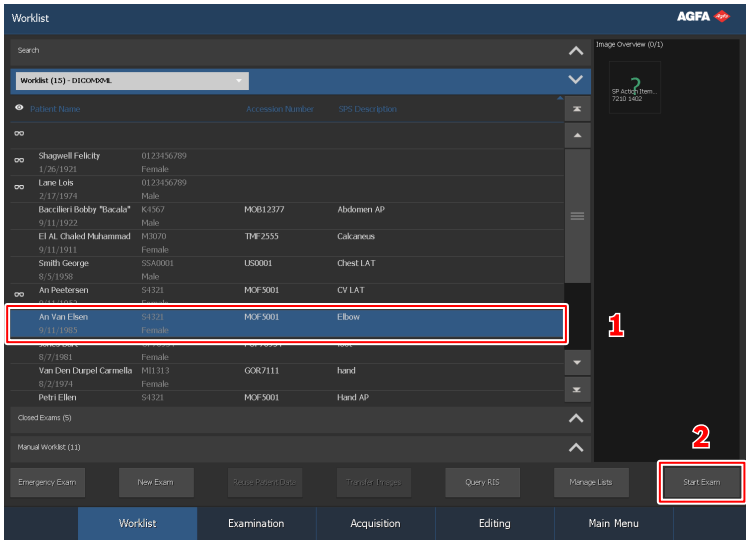 Worklist
AGFA
Search
Image Overview (0/1)
Worklist (15) - DICOMXML
?
SP Action Item...
7210 1402
Patient Name Accession Number SPS Description
Shagwell Felicity 0123456789
1/26/1921 Female
Lane Lois 0123456789
2/17/1974 Male
Baccilieri Bobby "Bacala" K4567 MOB12377 Abdomen AP
9/11/1922 Male
El AL Chaled Muhammad M3070 TMF2555 Calcaneus
9/11/1911 Female
Smith George SSA0001 US0001 Chest LAT
8/5/1958 Male
An Peetersen S4321 MOF5001 CV LAT
An Van Elsen S4321 MOF5001 Elbow
9/11/1985 Female
1
8/7/1981 Female
Van Den Durpel Carmella Ml1313 GOR7111 hand
8/2/1974 Female
Petri Ellen S4321 MOF5001 Hand AP
Closed Exams (5)
Manual Worklist (11)
2
Emergency Exam New Exam Reuse Patient Data Transfer Images Query RIS Manage Lists Start Exam
Worklist Examination Acquisition Editing Main Menu